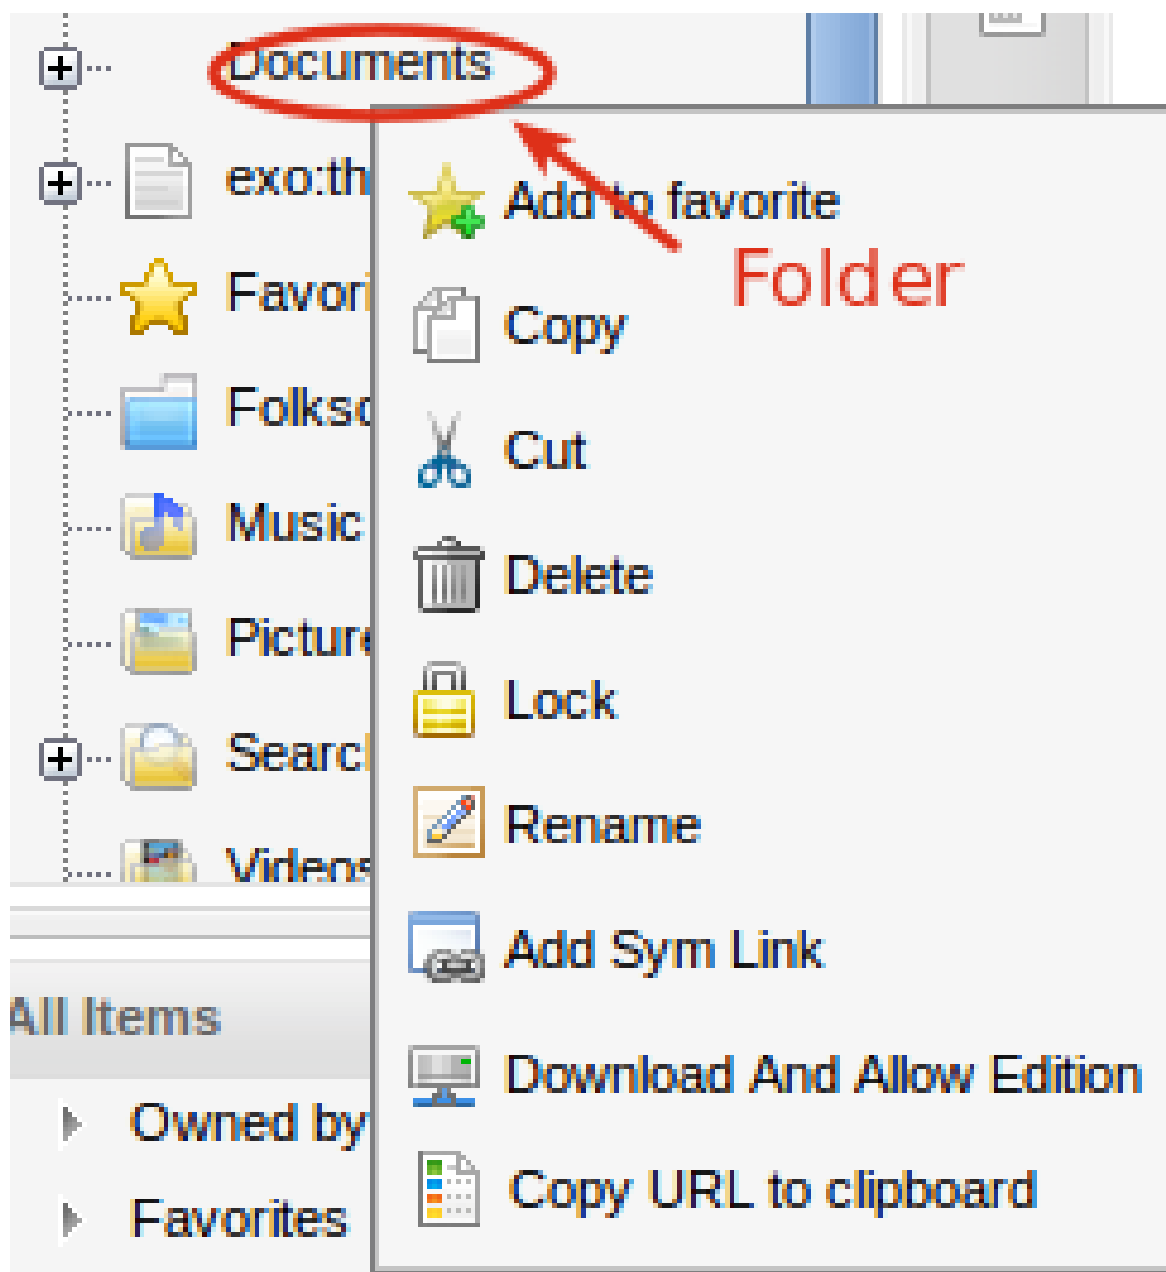 Documents
exo:th
Favori
Folks
Music
Picture
Searc
Videos
All Items
Owned by
Favorites
Add to favorite
Folder
Copy
Cut
Delete
Lock
Rename
Add Sym Link
Download And Allow Edition
Copy URL to clipboard